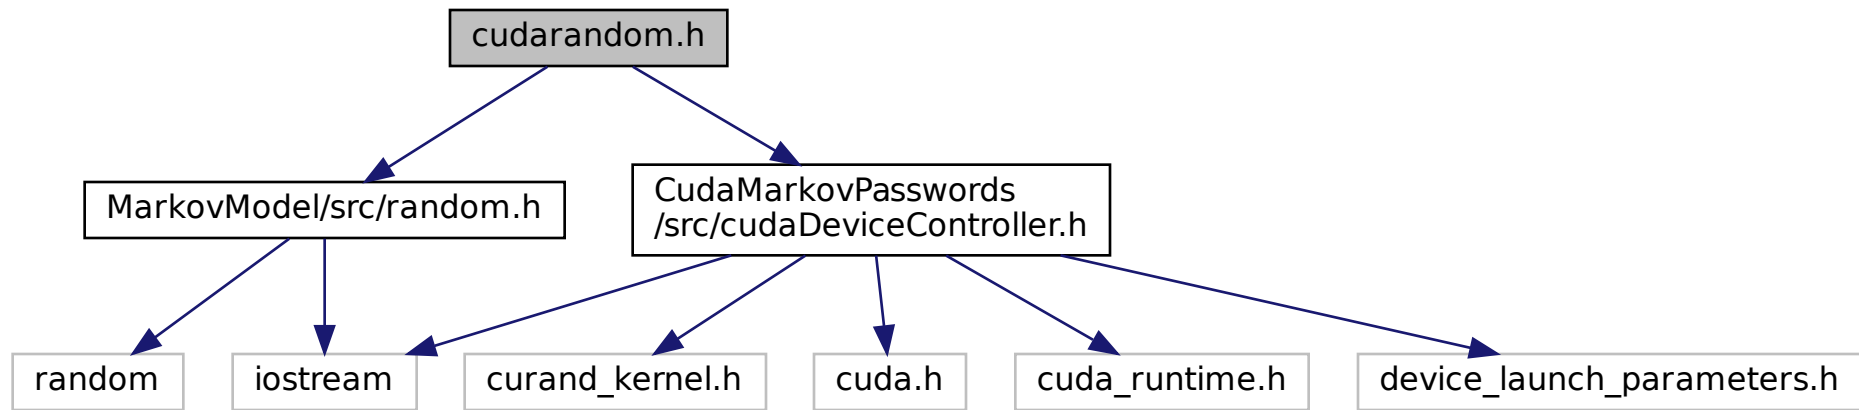 cudarandom.h
MarkovModel/src/random.h
CudaMarkovPasswords
/src/cudaDeviceController.h
random
iostream
curand_kernel.h
cuda.h
cuda_runtime.h
device_launch_parameters.h